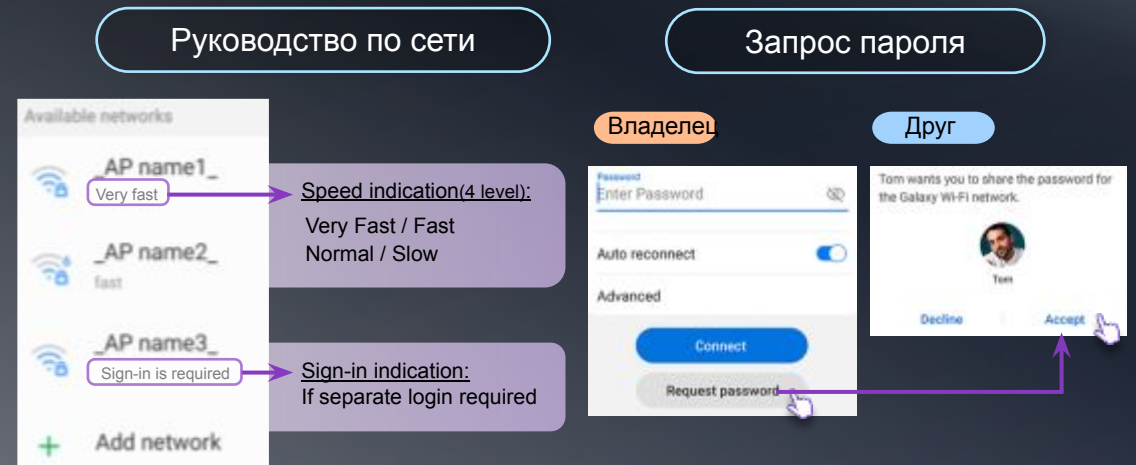 Руководство по сети
Запрос пароля
Available networks
_AP name1_
Very fast
_AP name2_
fast
_AP name3_
Sign-in is required
Add network
Speed indication(4 level):
Very Fast / Fast
Normal / Slow
Sign-in indication:
If separate login required
Владелец
Password
Enter Password
Auto reconnect
Advanced
Connect
Request password
Друг
Tom wants you to share the password for
the Galaxy Wi-Fi network.
Tom
Decline
Accept